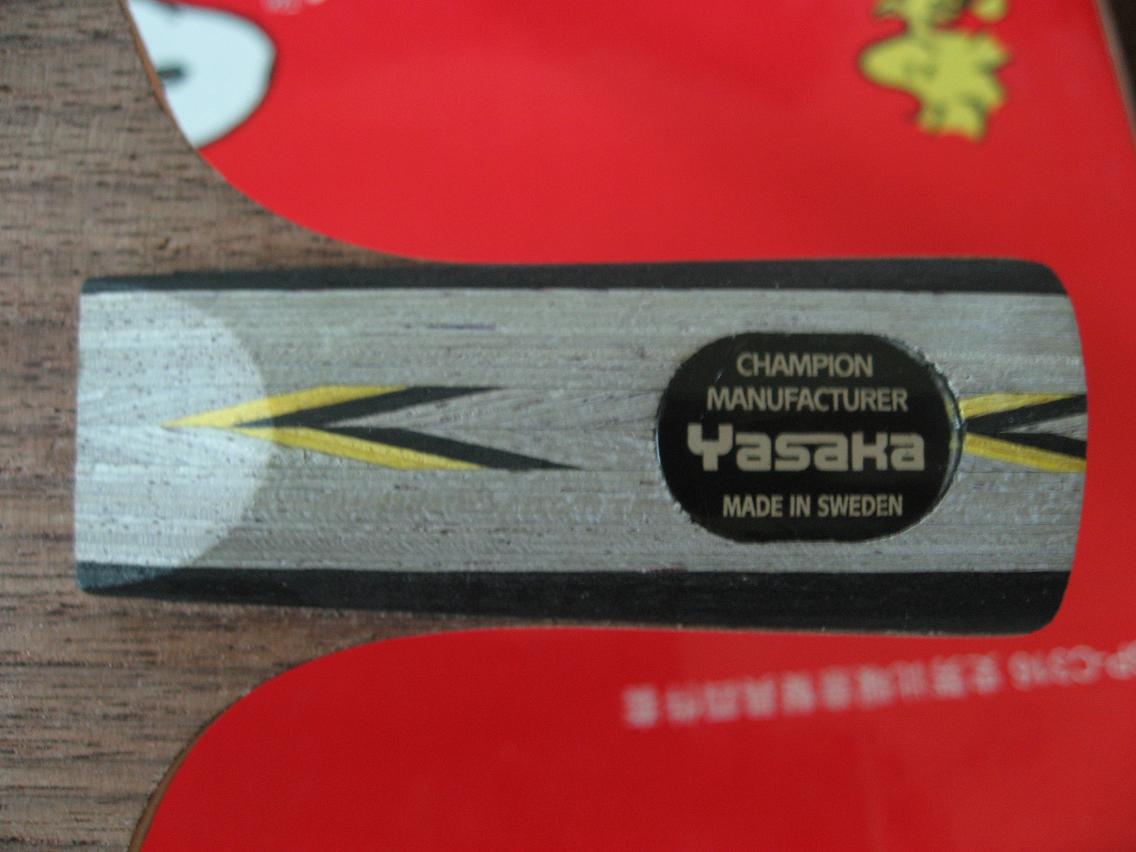 CHAMPION
MANUFACTURER
Yasaka
MADE IN SWEDEN